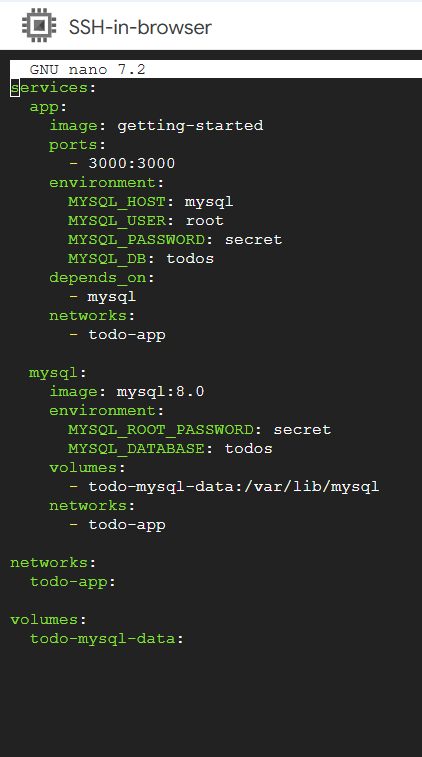 SSH-in-browser
GNU nano 7.2
services:
  app:
    image: getting-started
    ports:
      - 3000:3000
    environment:
      MYSQL_HOST: mysql
      MYSQL_USER: root
      MYSQL_PASSWORD: secret
      MYSQL_DB: todos
    depends_on:
      - mysql
    networks:
      - todo-app

  mysql:
    image: mysql:8.0
    environment:
      MYSQL_ROOT_PASSWORD: secret
      MYSQL_DATABASE: todos
    volumes:
      - todo-mysql-data:/var/lib/mysql
    networks:
      - todo-app

networks:
  todo-app:

volumes:
  todo-mysql-data: